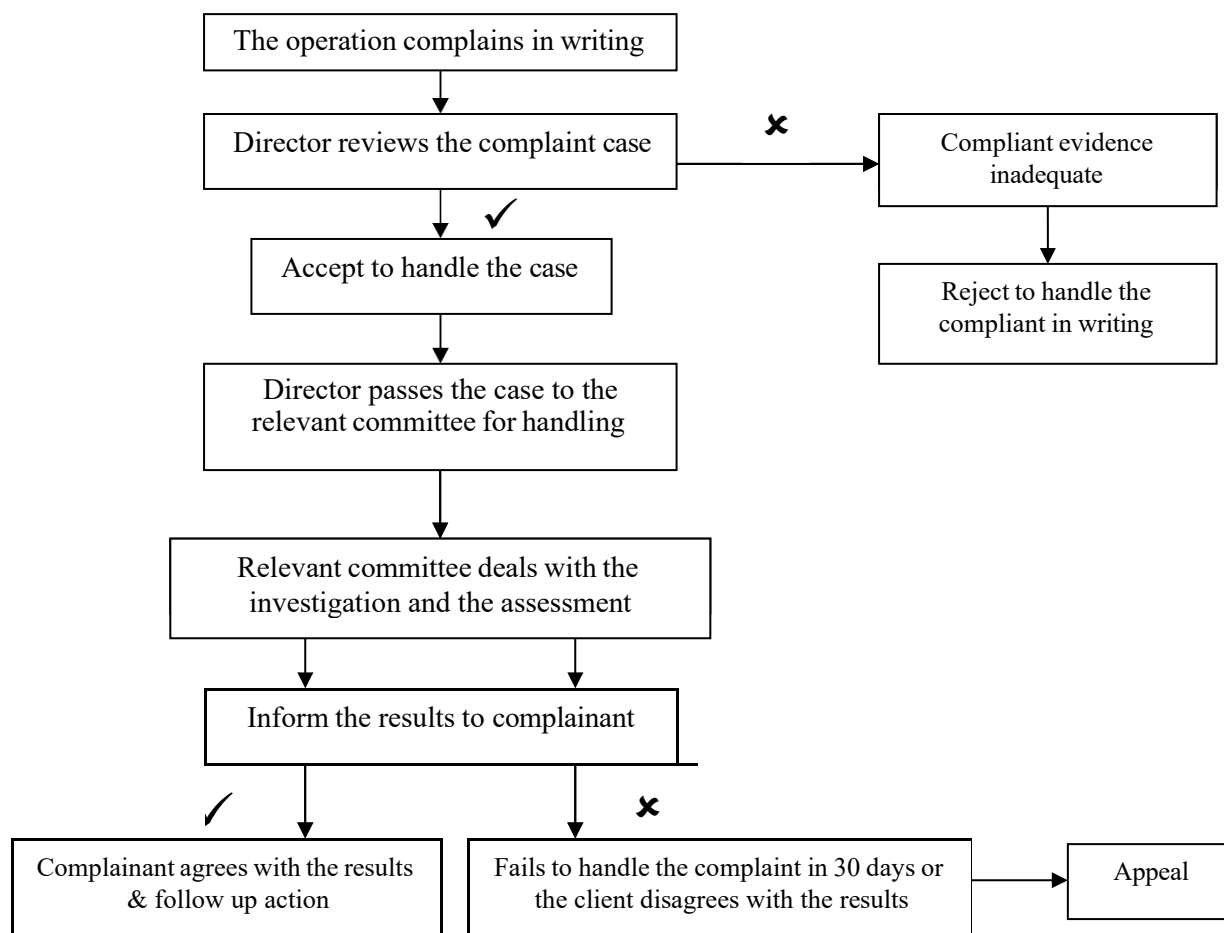 The operation complains in writing
Director reviews the complaint case
✘
Compliant evidence
inadequate
✓
Accept to handle the case
Reject to handle the
compliant in writing
Director passes the case to the
relevant committee for handling
Relevant committee deals with the
investigation and the assessment
Inform the results to complainant
✓
✘
Complainant agrees with the results
& follow up action
Fails to handle the complaint in 30 days or
the client disagrees with the results
Appeal